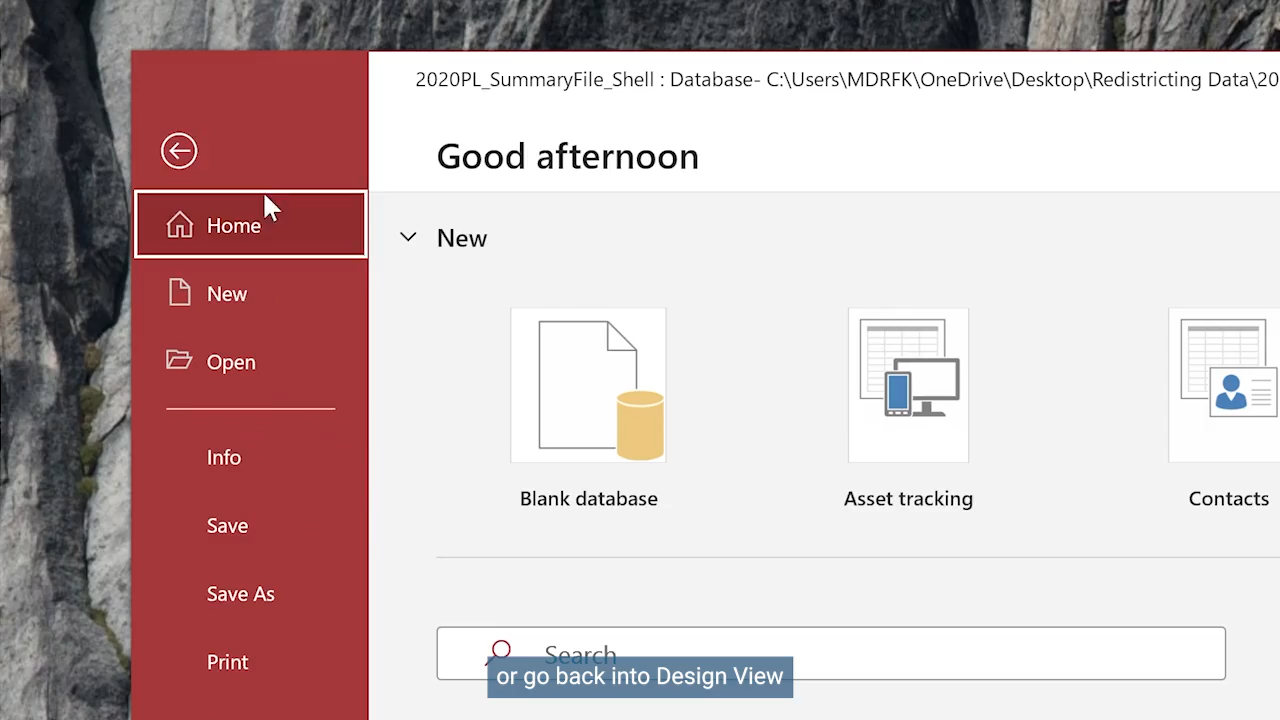 2020PL_SummaryFile_Shell : Database- C:\Users\MDRFK\OneDrive\Desktop\Redistricting Data\20
Good afternoon
Home
New
New
Open
Blank database
Asset tracking
Contacts
Info
Save
Save As
Print
Search
or go back into Design View